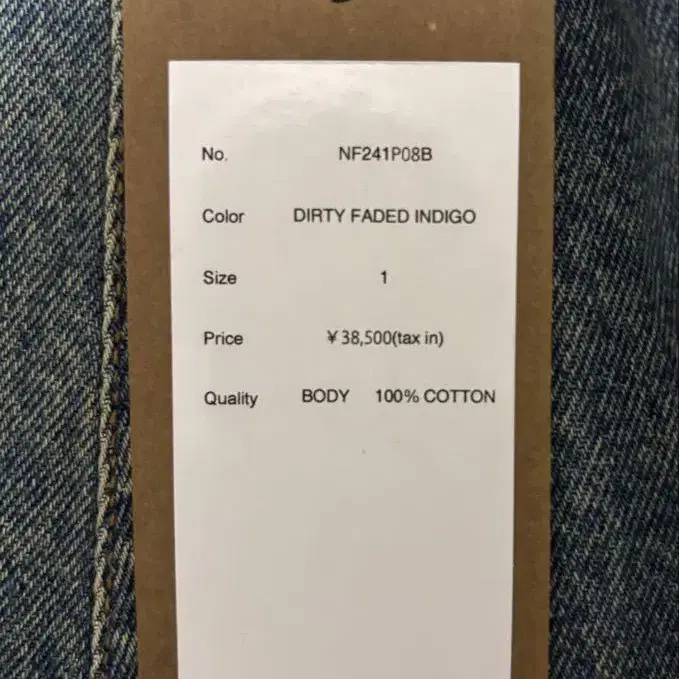 No. NF241P08B
Color DIRTY FADED INDIGO
Size 1
Price ¥38,500(tax in)
Quality BODY 100% COTTON